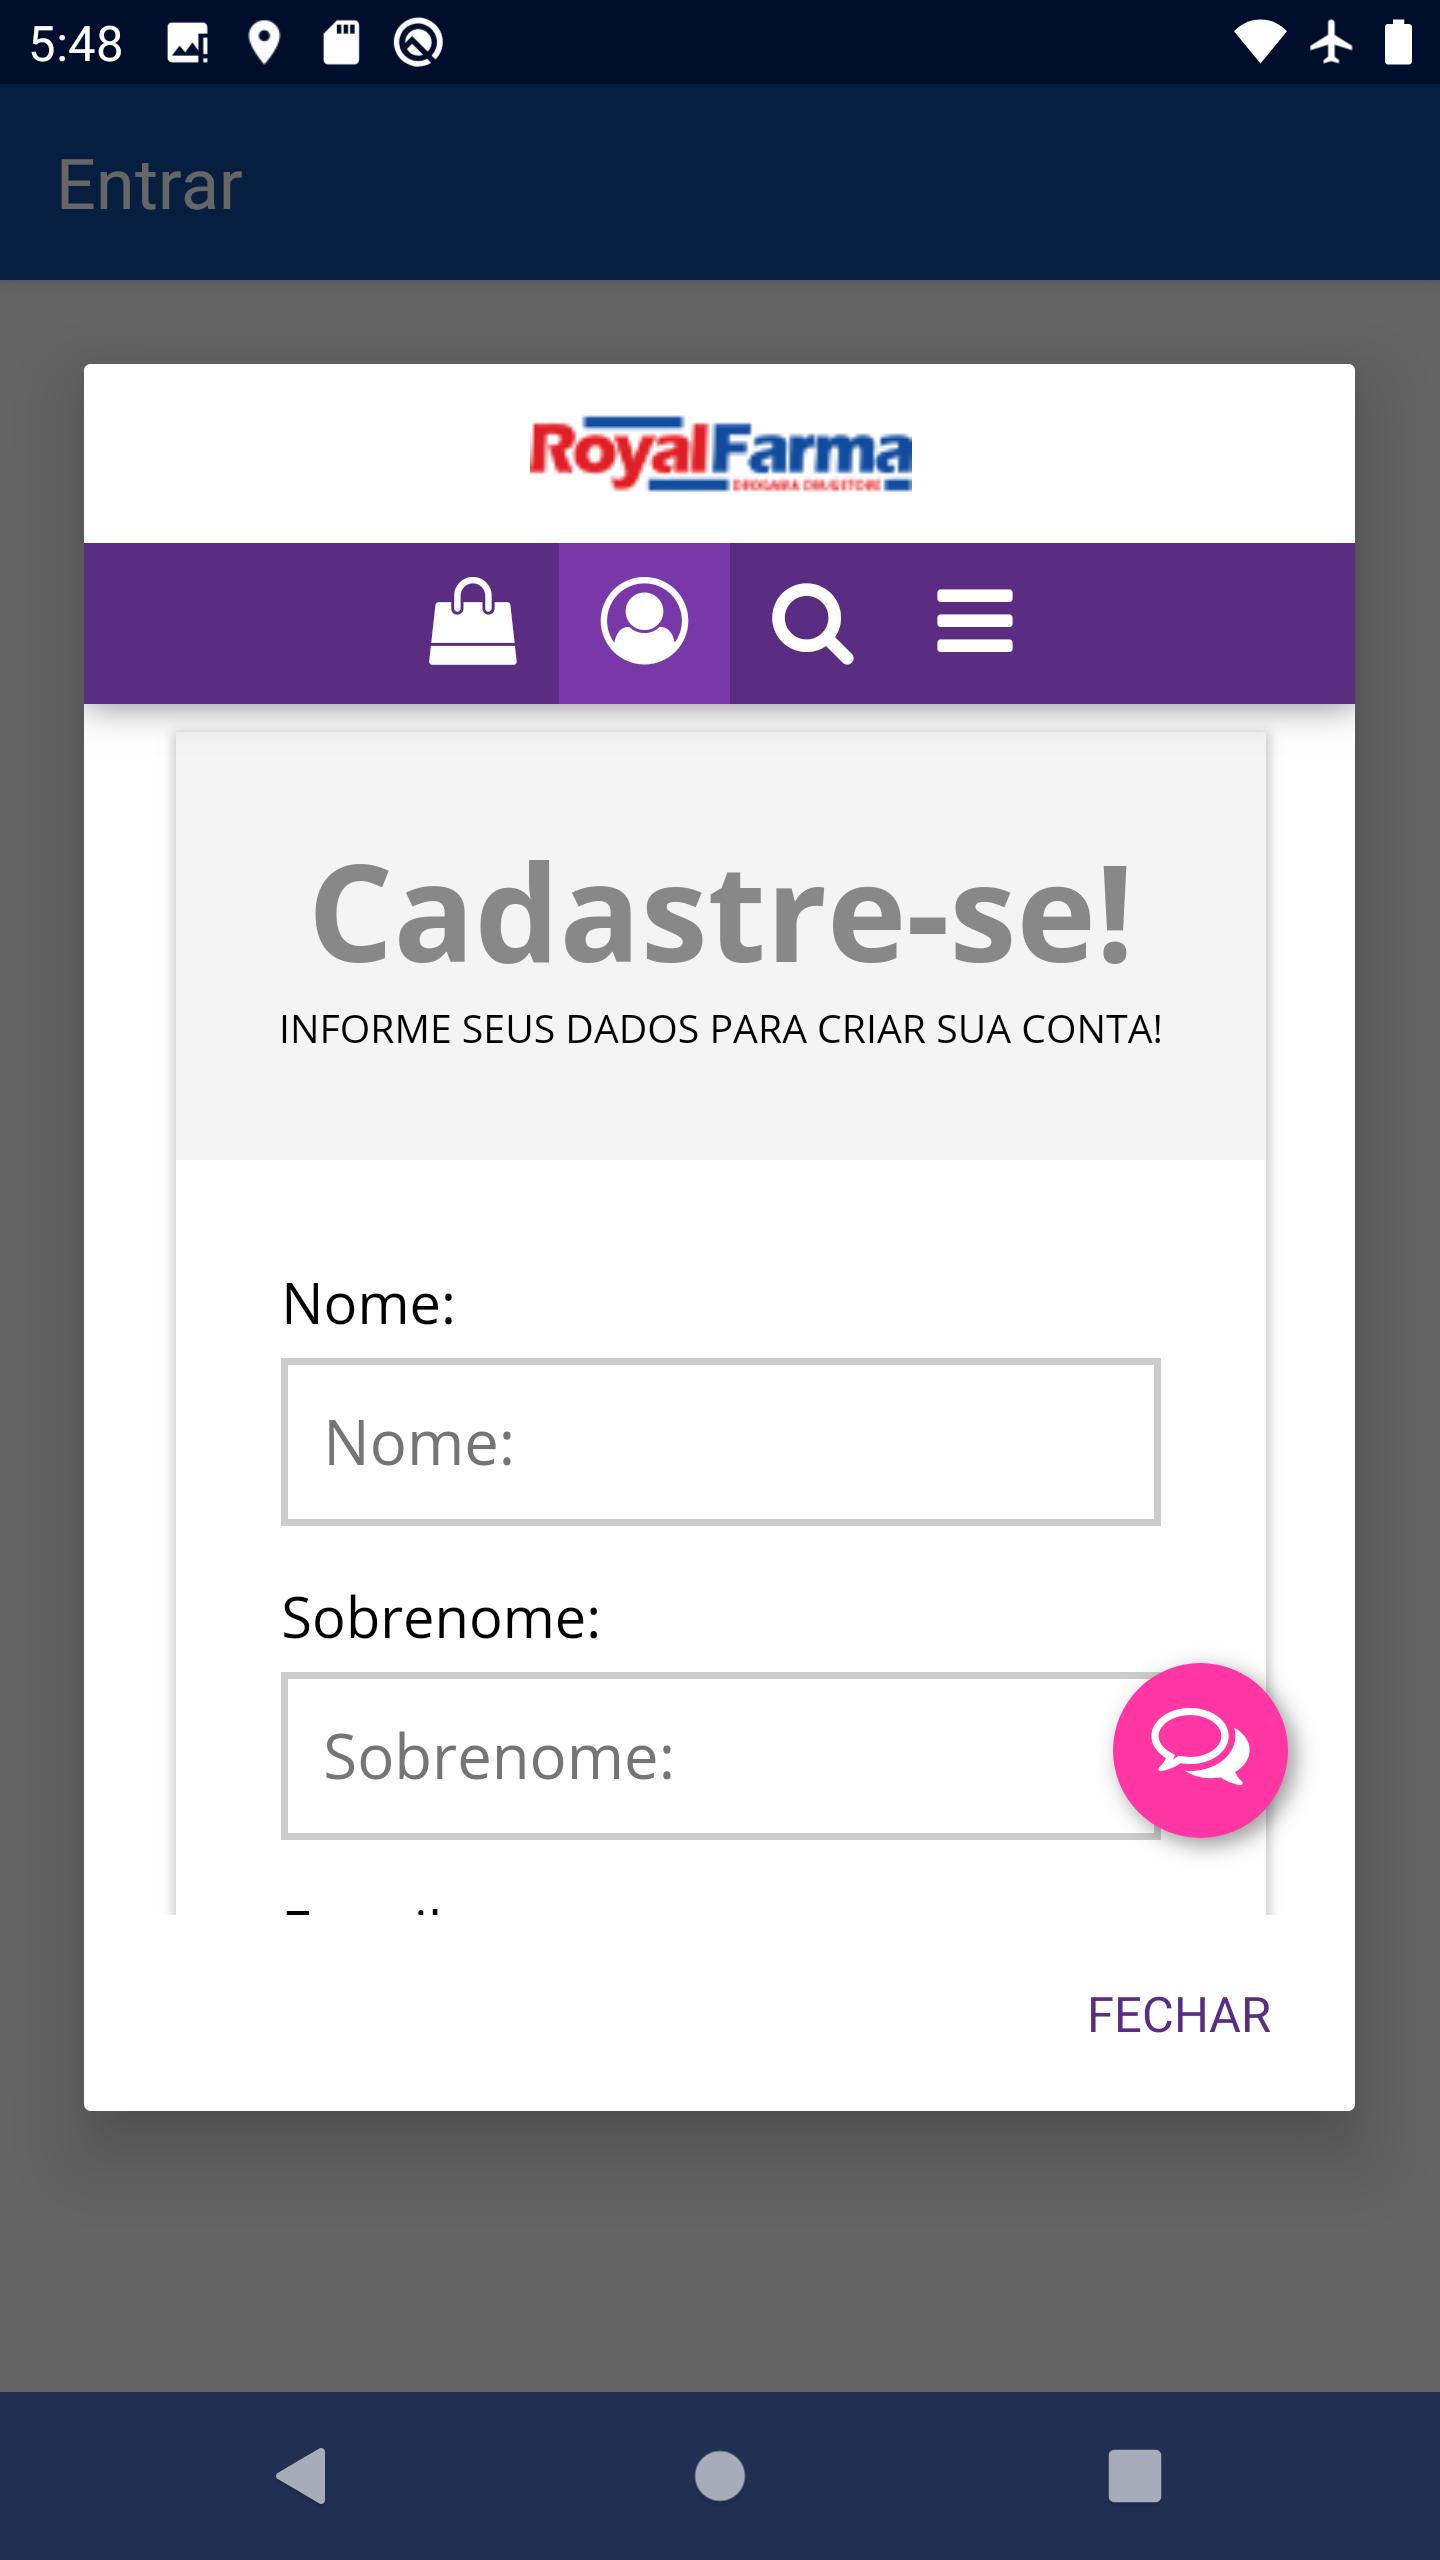 5:48
Entrar
RoyalFarma
DROGARIA DRUGSTORE
Cadastre-se!
INFORME SEUS DADOS PARA CRIAR SUA CONTA!
Nome:
Nome:
Sobrenome:
Sobrenome:
FECHAR